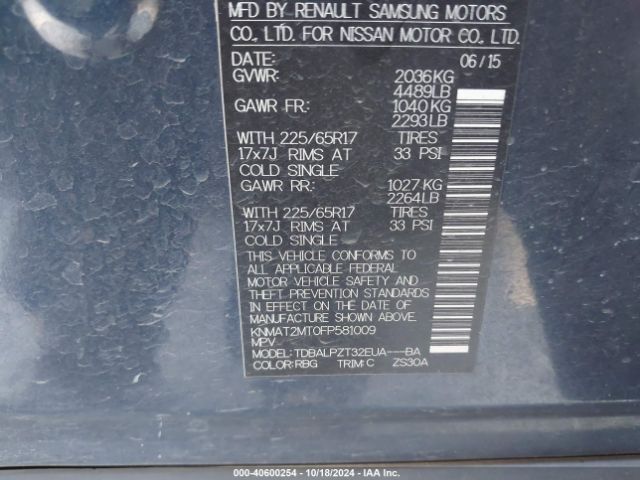 MFD BY RENAULT SAMSUNG MOTORS
CO., LTD. FOR NISSAN MOTOR CO., LTD.
DATE: 06/15
GVWR: 2036KG
4489LB
GAWR FR: 1040KG
2293LB
WITH 225/65R17 TIRES
17x7J RIMS AT 33 PSI
COLD SINGLE
GAWR RR: 1027KG
2264LB
WITH 225/65R17 TIRES
17x7J RIMS AT 33 PSI
COLD SINGLE
THIS VEHICLE CONFORMS TO
ALL APPLICABLE FEDERAL
MOTOR VEHICLE SAFETY AND
THEFT PREVENTION STANDARDS
IN EFFECT ON THE DATE OF
MANUFACTURE SHOWN ABOVE.
KNMAT2MT0FP581009
MPV
MODEL: TDBALPZT32EUA---BA
COLOR: RBG TRIM: C ZS30A
000-40600254 - 10/18/2024 - IAA Inc.